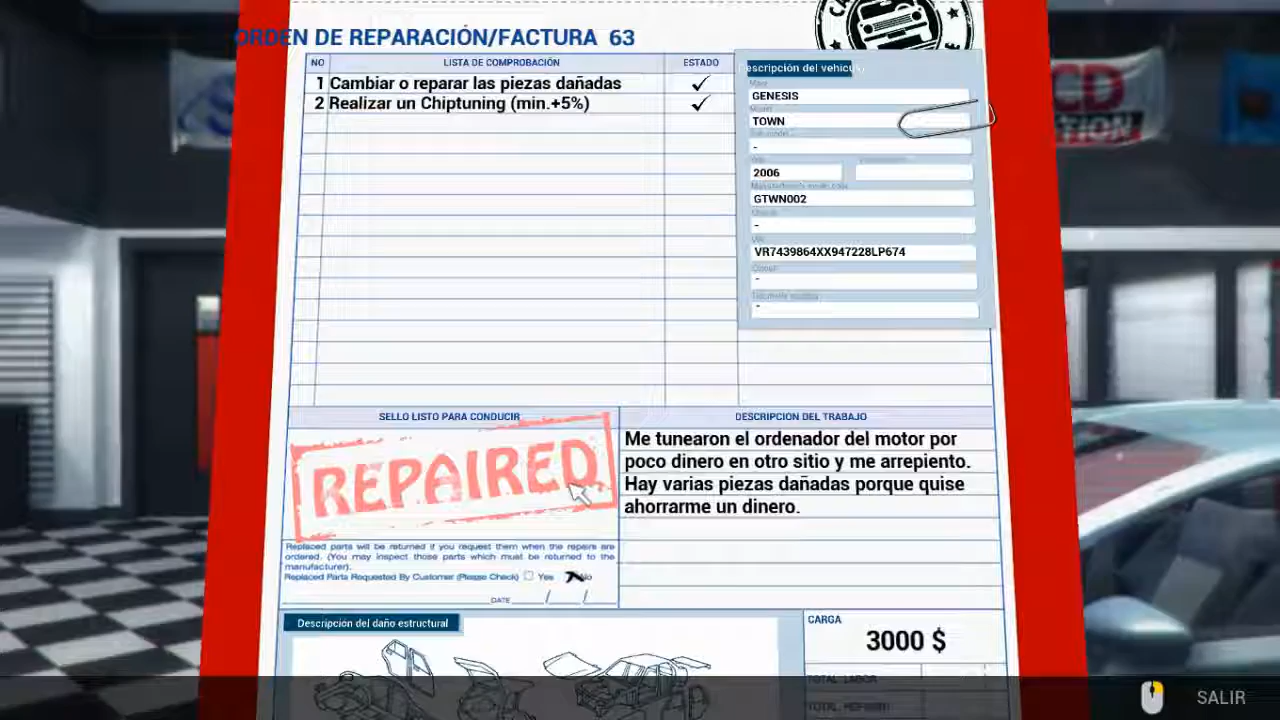 ORDEN DE REPARACIÓN/FACTURA 63
NO LISTA DE COMPROBACIÓN ESTADO
1 Cambiar o reparar las piezas dañadas ✓
2 Realizar un Chiptuning (min.+5%) ✓
Descripción del vehícu
GENESIS
TOWN
-
2006
GTWN002
-
VR7439864XX947228LP674
-
-
SELLO LISTO PARA CONDUCIR
REPAIRED
DESCRIPCION DEL TRABAJO
Me tunearon el ordenador del motor por
poco dinero en otro sitio y me arrepiento.
Hay varias piezas dañadas porque quise
ahorrarme un dinero.
Replaced parts will be returned if you request them when the repairs are
ordered. (You may inspect those parts which must be returned to the
manufacturer).
Replaced Parts Requested By Customer (Please Check) Yes No
DATE / /
Descripción del daño estructural
CARGA
3000 $
TOTAL LABOR
SALIR